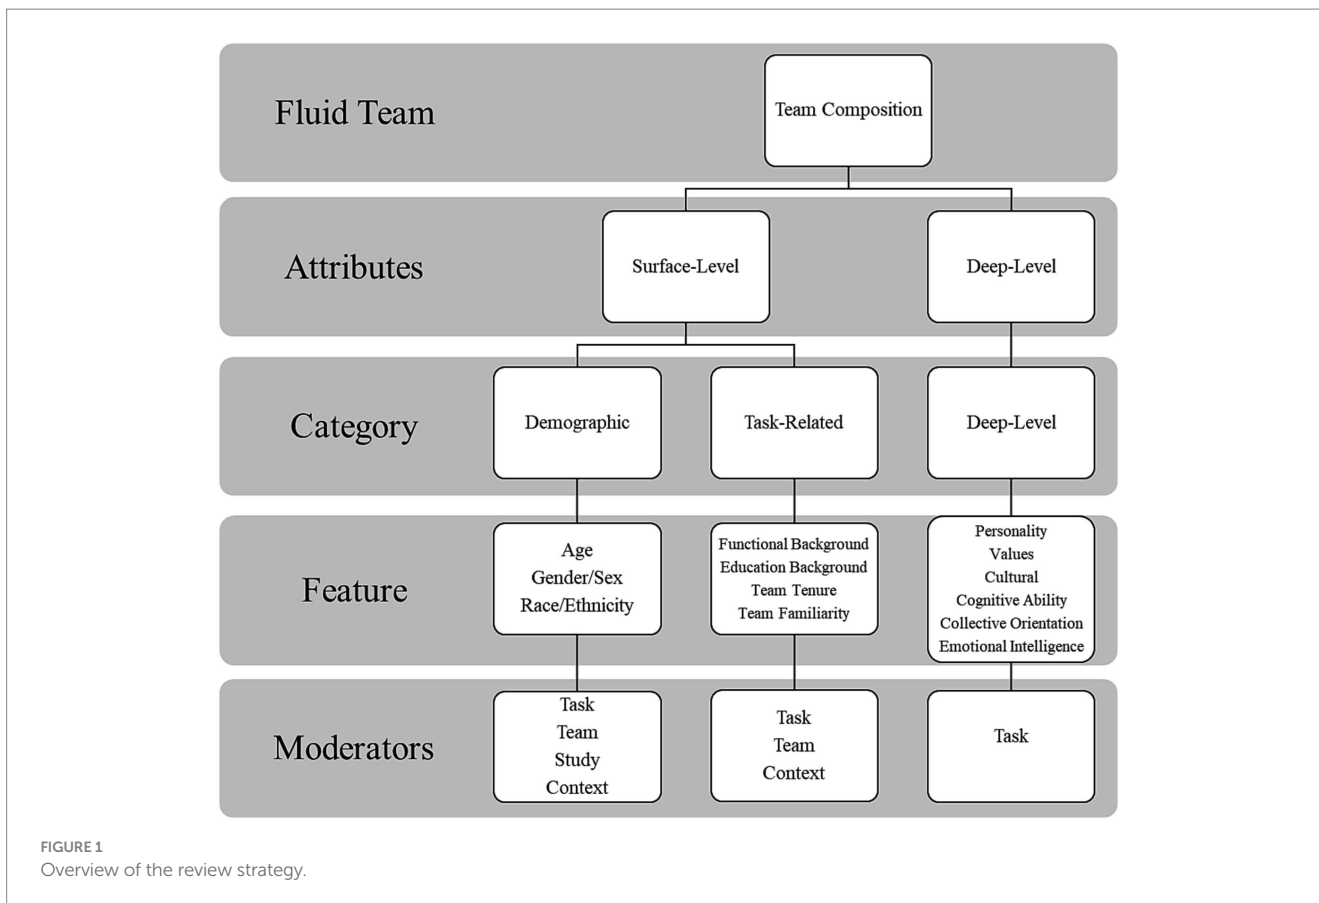 Fluid Team
Team Composition
Attributes
Surface-Level
Deep-Level
Category
Demographic
Task-Related
Deep-Level
Feature
Age
Gender/Sex
Race/Ethnicity
Functional Background
Education Background
Team Tenure
Team Familiarity
Personality
Values
Cultural
Cognitive Ability
Collective Orientation
Emotional Intelligence
Moderators
Task
Team
Study
Context
Task
Team
Context
Task
FIGURE 1
Overview of the review strategy.